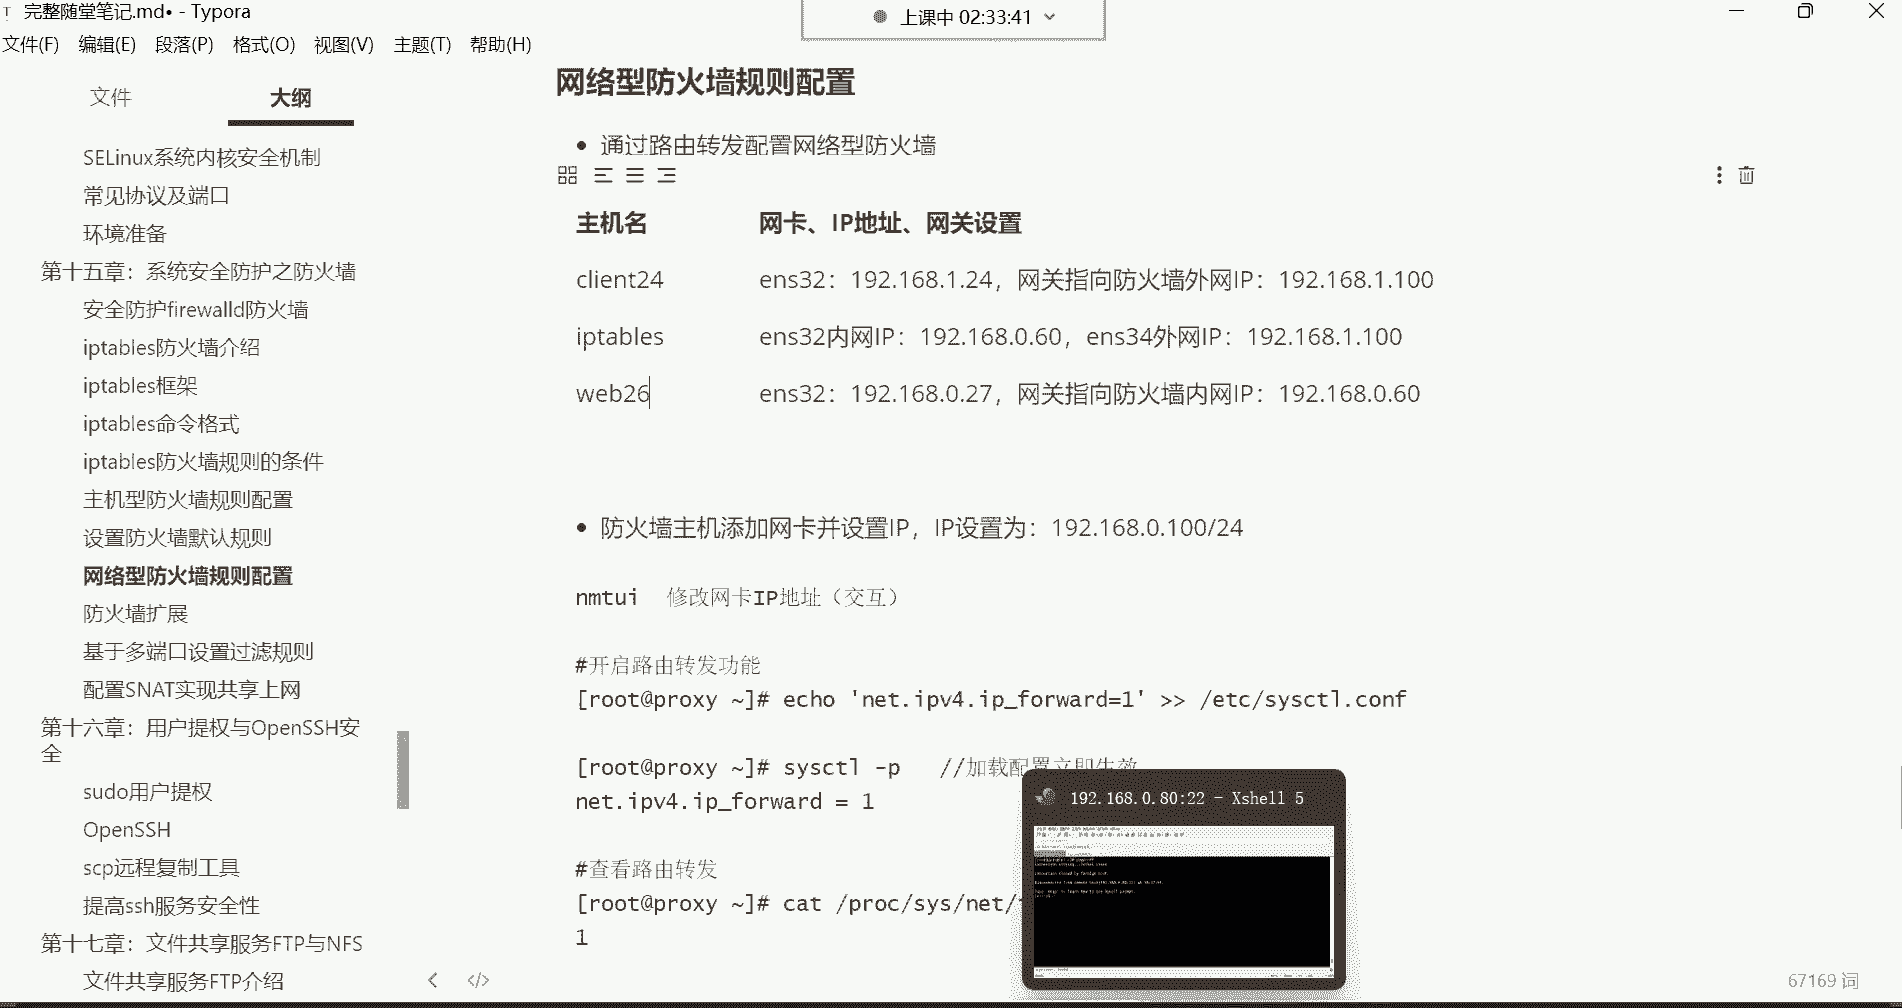 完整随堂笔记.md• - Typora
上课中 02:33:41
文件(F) 编辑(E) 段落(P) 格式(O) 视图(V) 主题(T) 帮助(H)
文件 大纲
SELinux系统内核安全机制
常见协议及端口
环境准备
第十五章：系统安全防护之防火墙
安全防护firewalld防火墙
iptables防火墙介绍
iptables框架
iptables命令格式
iptables防火墙规则的条件
主机型防火墙规则配置
设置防火墙默认规则
网络型防火墙规则配置
防火墙扩展
基于多端口设置过滤规则
配置SNAT实现共享上网
第十六章：用户提权与OpenSSH安
全
sudo用户提权
OpenSSH
scp远程复制工具
提高ssh服务安全性
第十七章：文件共享服务FTP与NFS
文件共享服务FTP介绍
网络型防火墙规则配置
• 通过路由转发配置网络型防火墙
主机名 网卡、IP地址、网关设置
client24 ens32：192.168.1.24，网关指向防火墙外网IP：192.168.1.100
iptables ens32内网IP：192.168.0.60，ens34外网IP：192.168.1.100
web26 ens32：192.168.0.27，网关指向防火墙内网IP：192.168.0.60
• 防火墙主机添加网卡并设置IP，IP设置为：192.168.0.100/24
nmtui 修改网卡IP地址（交互）
#开启路由转发功能
[root@proxy ~]# echo 'net.ipv4.ip_forward=1' >> /etc/sysctl.conf
[root@proxy ~]# sysctl -p //加载配置立即生效
net.ipv4.ip_forward = 1
#查看路由转发
[root@proxy ~]# cat /proc/sys/net/
1
192.168.0.80:22 - Xshell 5
67169 词